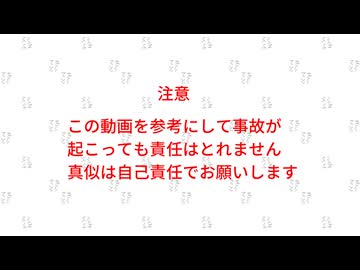 注意
この動画を参考にして事故が
起こっても責任はとれません
真似は自己責任でお願いします